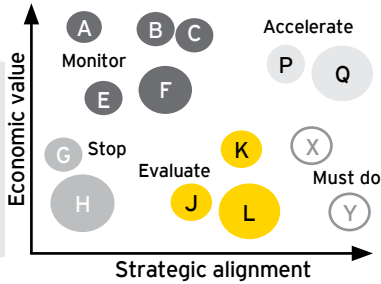 A
B
C
Accelerate
Monitor
P
Q
E
F
G
Stop
K
X
Evaluate
Must do
H
J
L
Y
Economic value
Strategic alignment